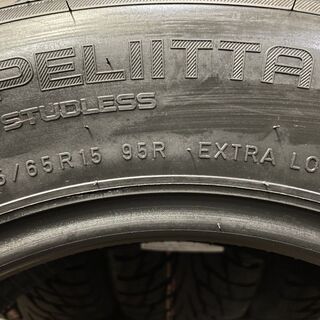 PELIITTA
STUDLESS
5/65R15 95R EXTRA LO